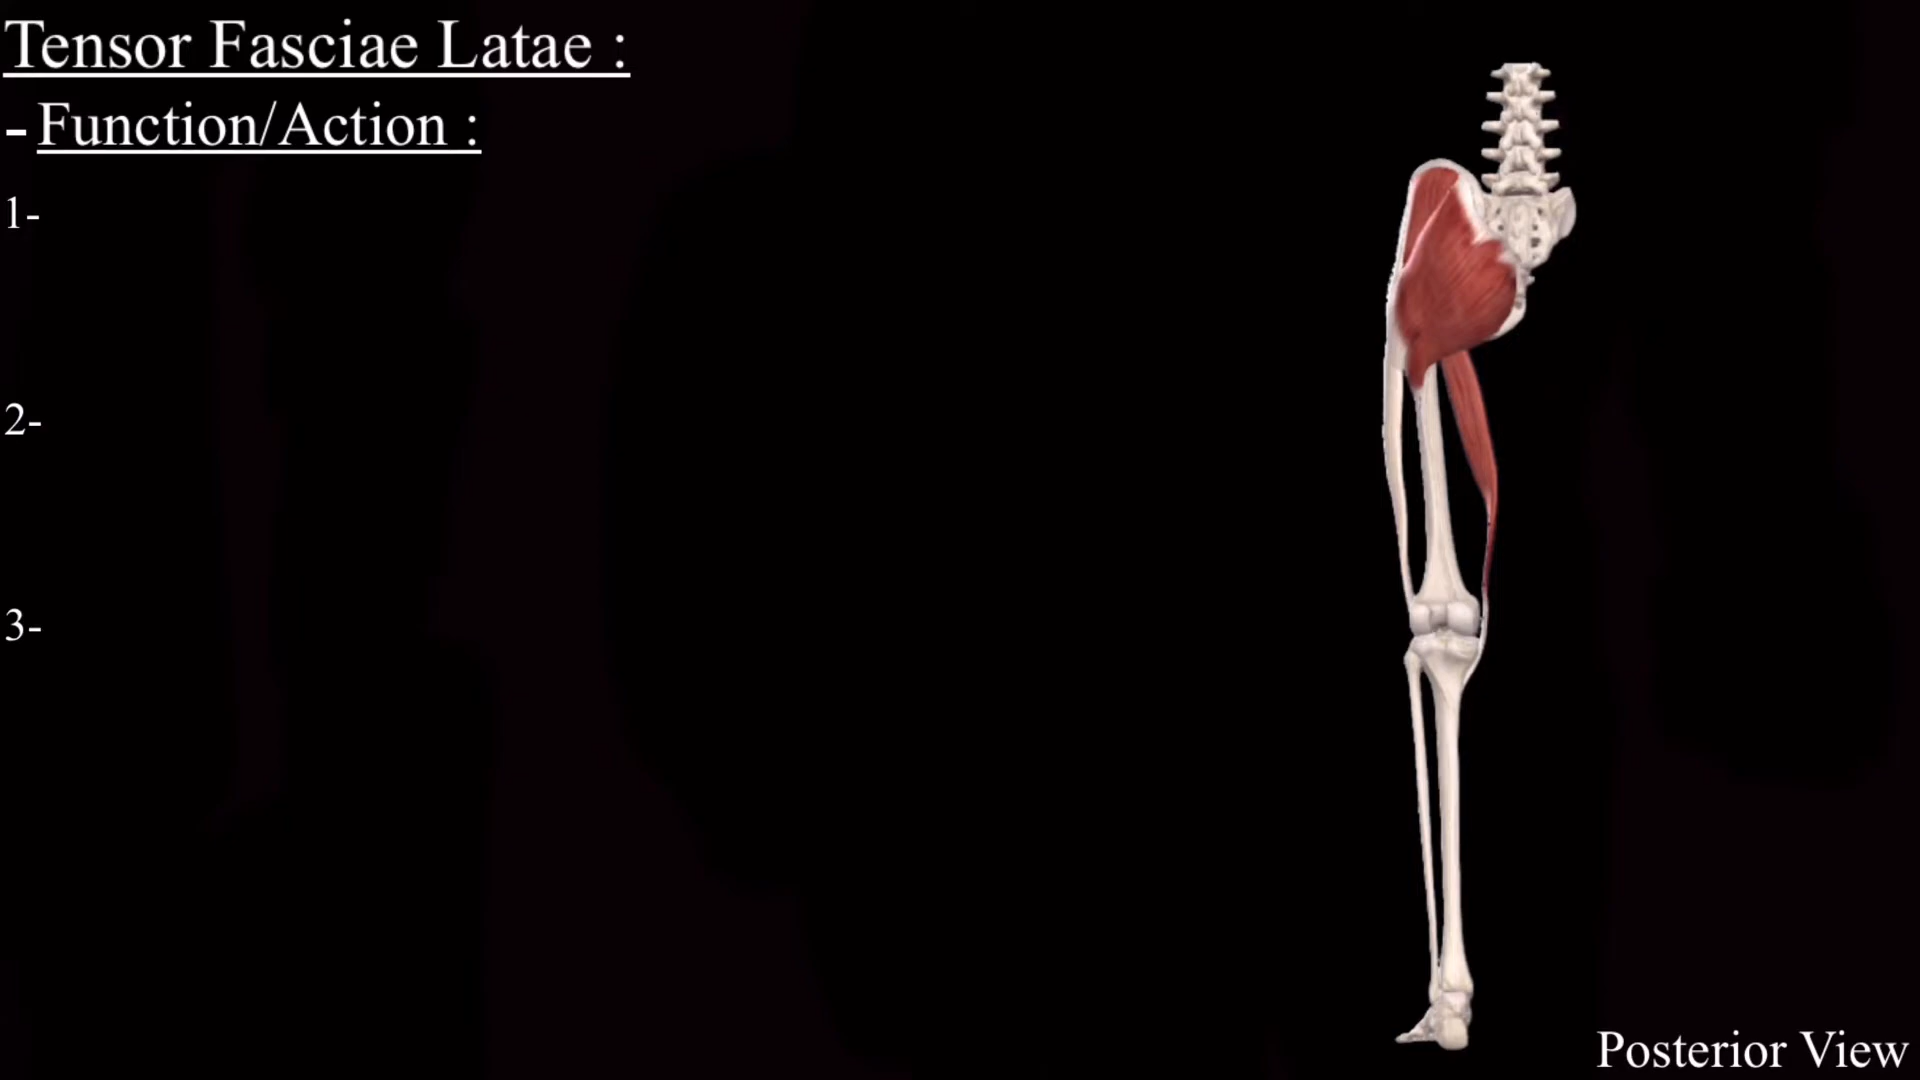 Tensor Fasciae Latae :
-Function/Action :
1-
2-
3-
Posterior View